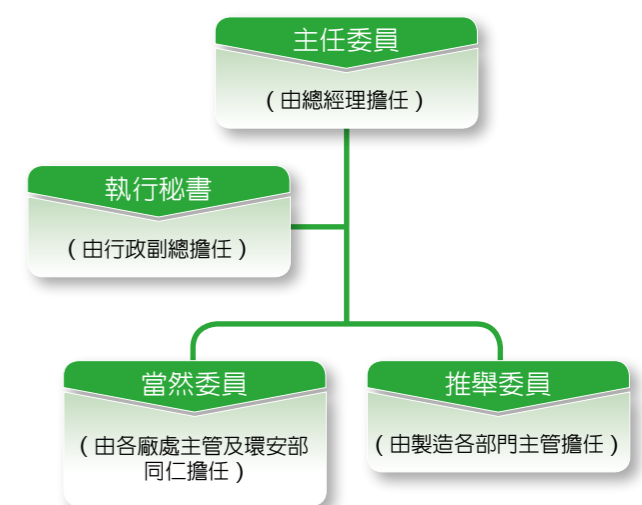 主任委員
(由總經理擔任)
執行秘書
(由行政副總擔任)
當然委員
(由各廠處主管及環安部
同仁擔任)
推舉委員
(由製造各部門主管擔任)